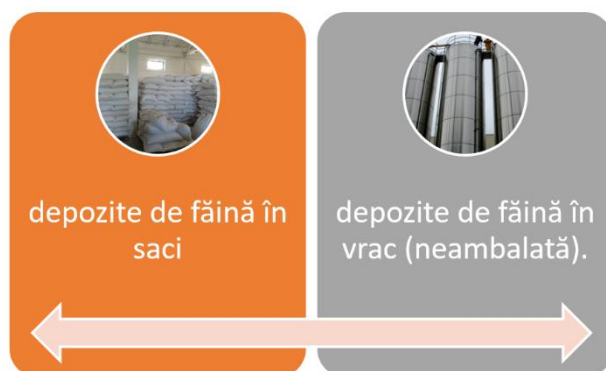 depozite de făină în
saci
depozite de făină în
vrac (neambalată).